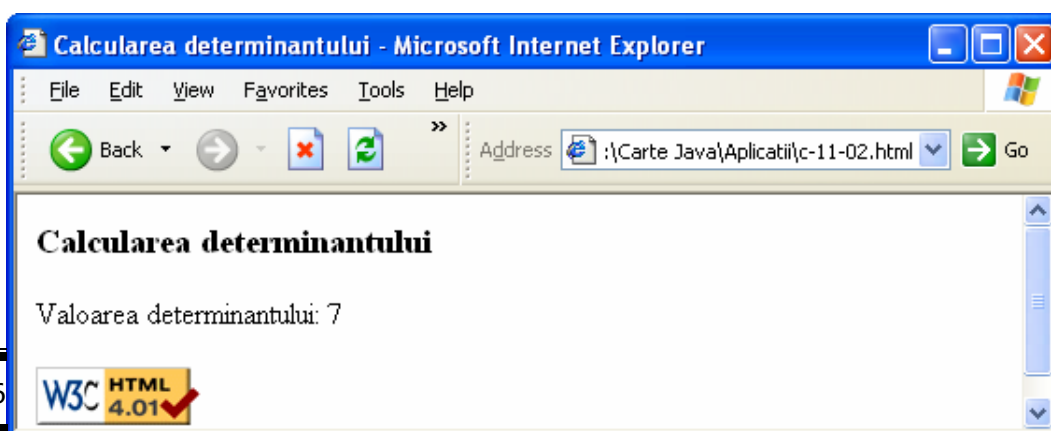 Calcularea determinantului - Microsoft Internet Explorer
File Edit View Favorites Tools Help
Back » Address :\Carte Java\Aplicatii\c-11-02.html Go
Calcularea determinantului
Valoarea determinantului: 7
W3C HTML
4.01